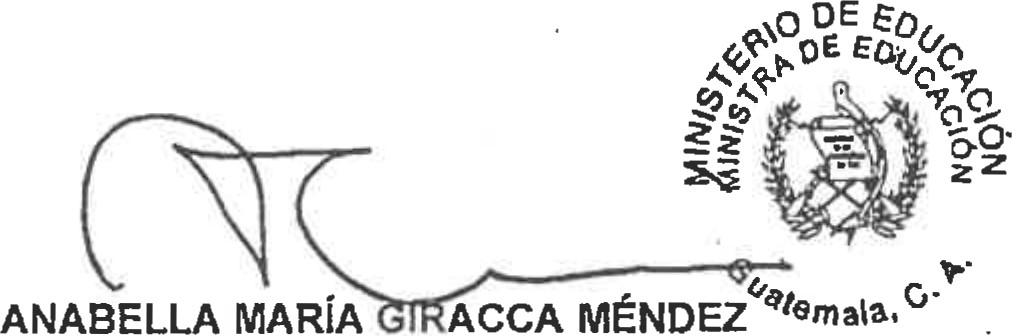 MINISTERIO DE EDUCACIÓN
MINISTRA DE EDUCACIÓN
Guatemala, C. A.
ANABELLA MARÍA GIRACCA MÉNDEZ